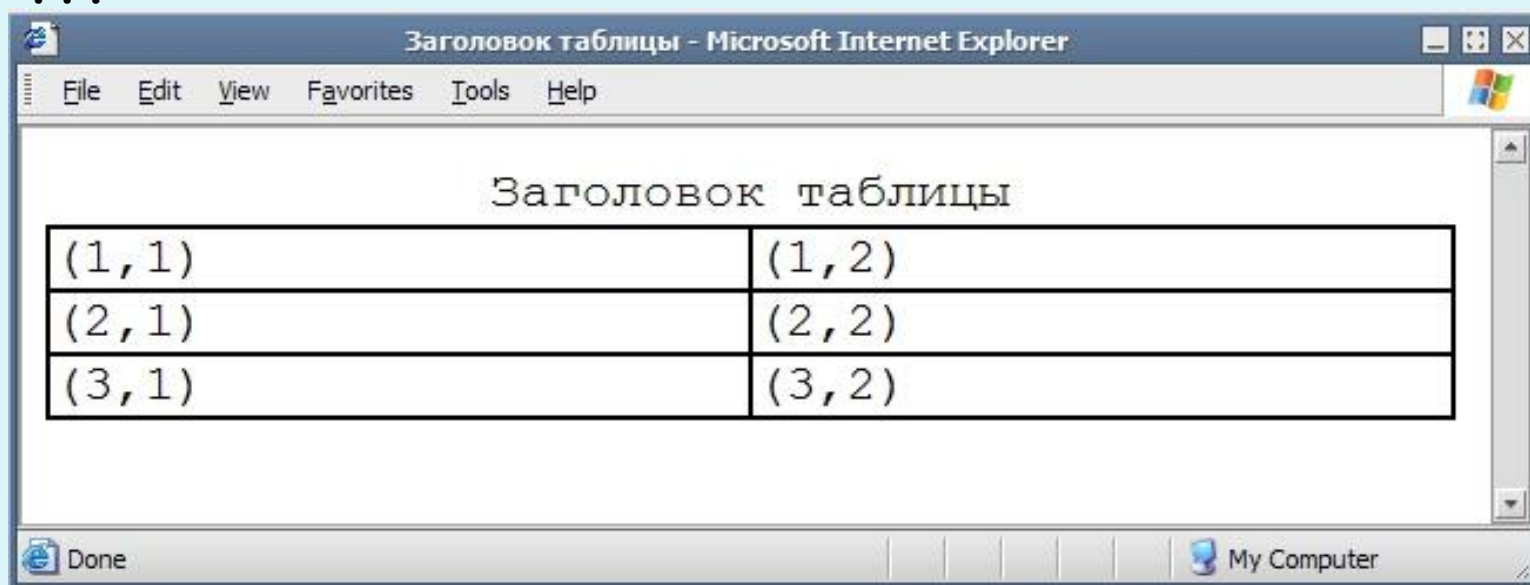 Заголовок таблицы - Microsoft Internet Explorer
File Edit View Favorites Tools Help
Заголовок таблицы
(1,1) (1,2)
(2,1) (2,2)
(3,1) (3,2)
Done My Computer